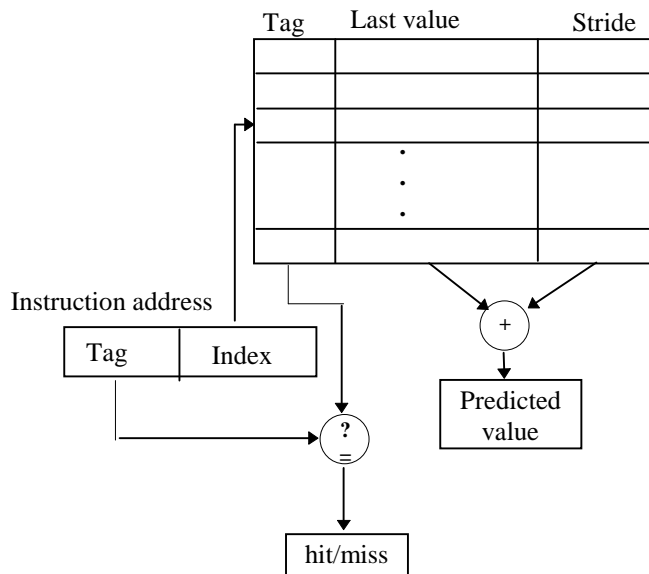 Tag Last value Stride
Instruction address
Tag Index
+
Predicted
value
?
=
hit/miss